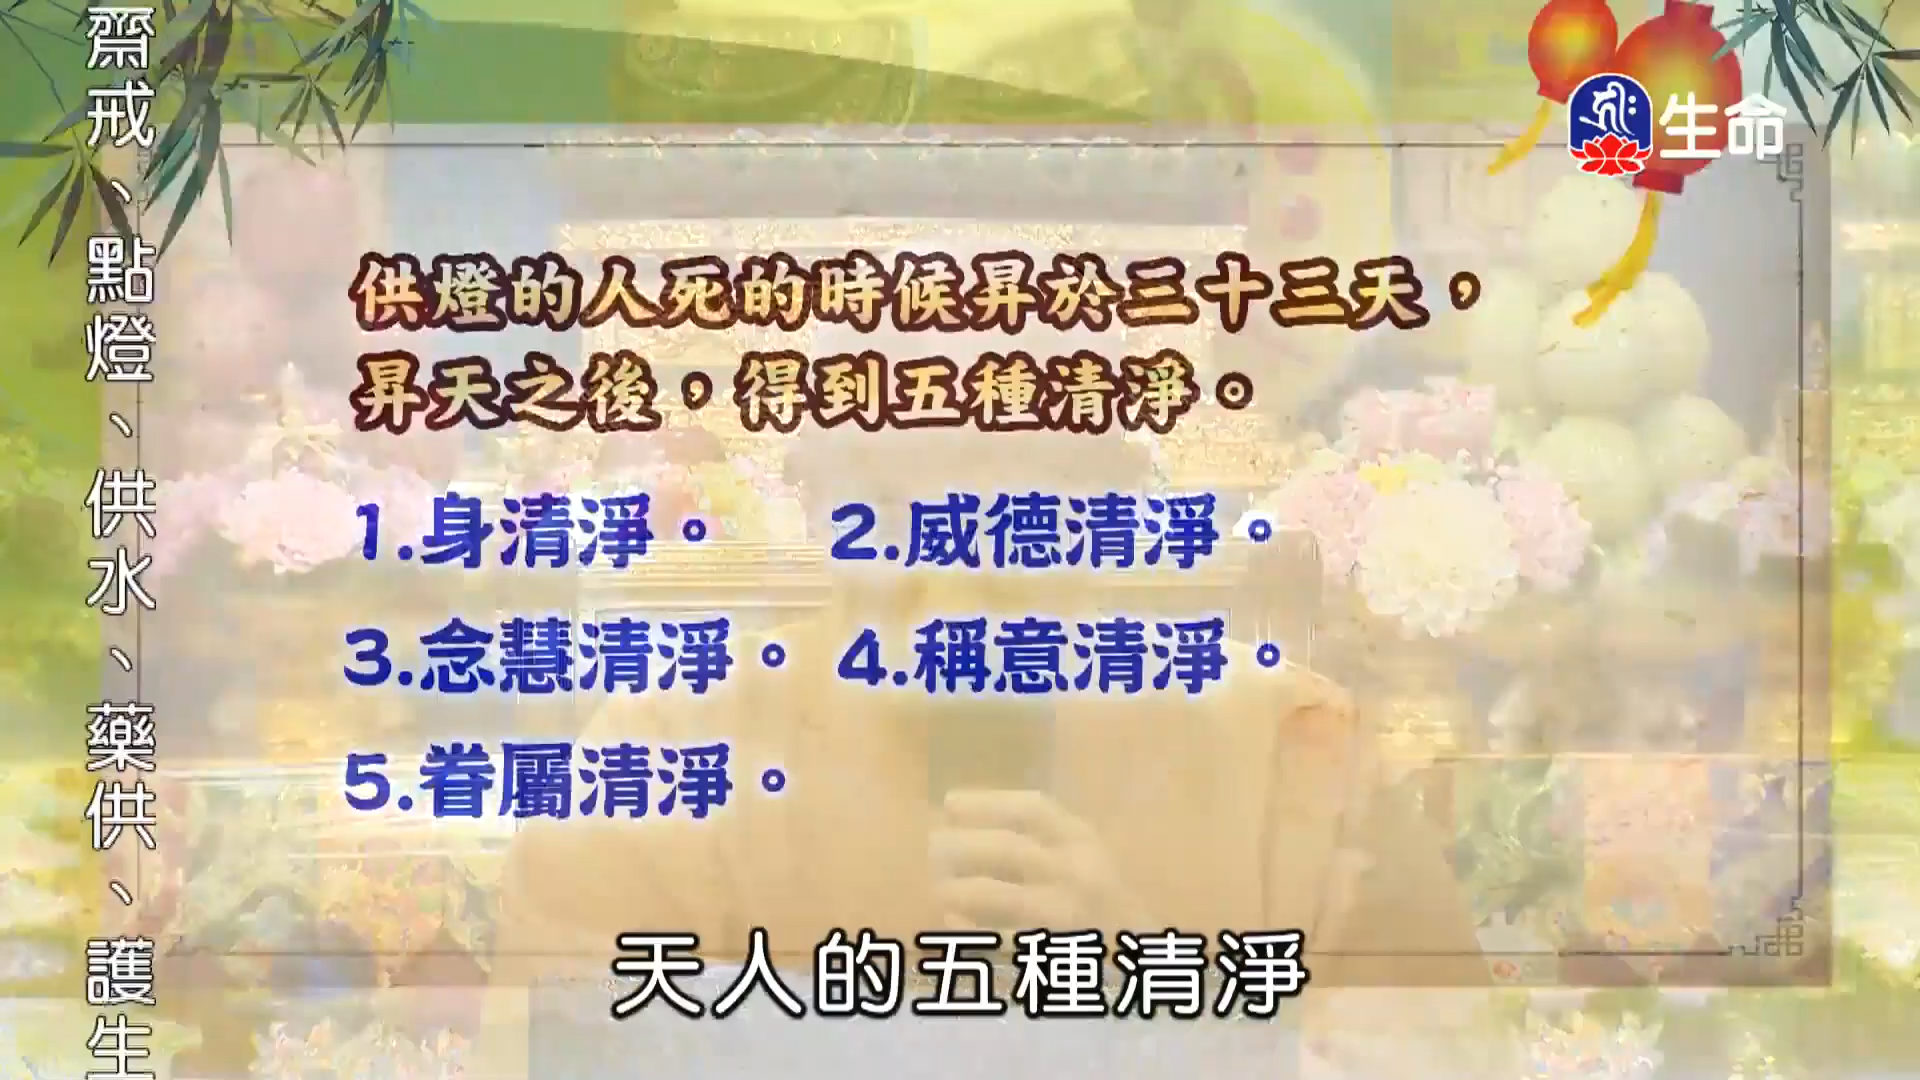 齋戒、點燈、供水、藥供、護生
生命
供燈的人死的時候昇於三十三天，
昇天之後，得到五種清淨。
1.身清淨。 2.威德清淨。
3.念慧清淨。 4.稱意清淨。
5.眷屬清淨。
天人的五種清淨